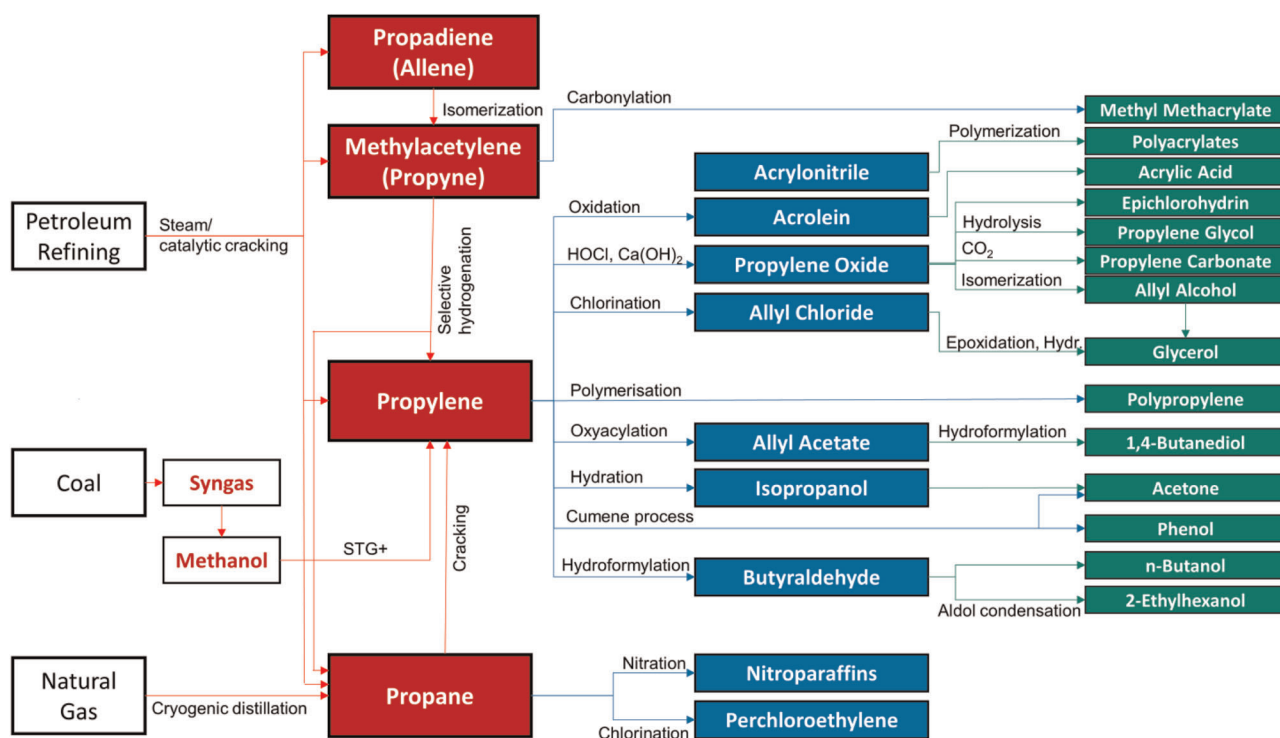 Propadiene
(Allene)
Isomerization
Carbonylation
Methyl Methacrylate
Methylacetylene
(Propyne)
Polymerization
Polyacrylates
Acrylonitrile
Acrylic Acid
Petroleum
Refining
Steam/
catalytic cracking
Oxidation
Acrolein
Epichlorohydrin
Hydrolysis
Propylene Glycol
HOCl, Ca(OH)2
Propylene Oxide
CO2
Propylene Carbonate
Isomerization
Allyl Alcohol
Selective
hydrogenation
Chlorination
Allyl Chloride
Epoxidation, Hydr.
Glycerol
Propylene
Polymerisation
Polypropylene
Oxyacylation
Allyl Acetate
Hydroformylation
1,4-Butanediol
Coal
Syngas
Hydration
Isopropanol
Acetone
Cumene process
Phenol
Methanol
STG+
Cracking
Hydroformylation
Butyraldehyde
n-Butanol
Aldol condensation
2-Ethylhexanol
Natural
Gas
Cryogenic distillation
Propane
Nitration
Nitroparaffins
Chlorination
Perchloroethylene